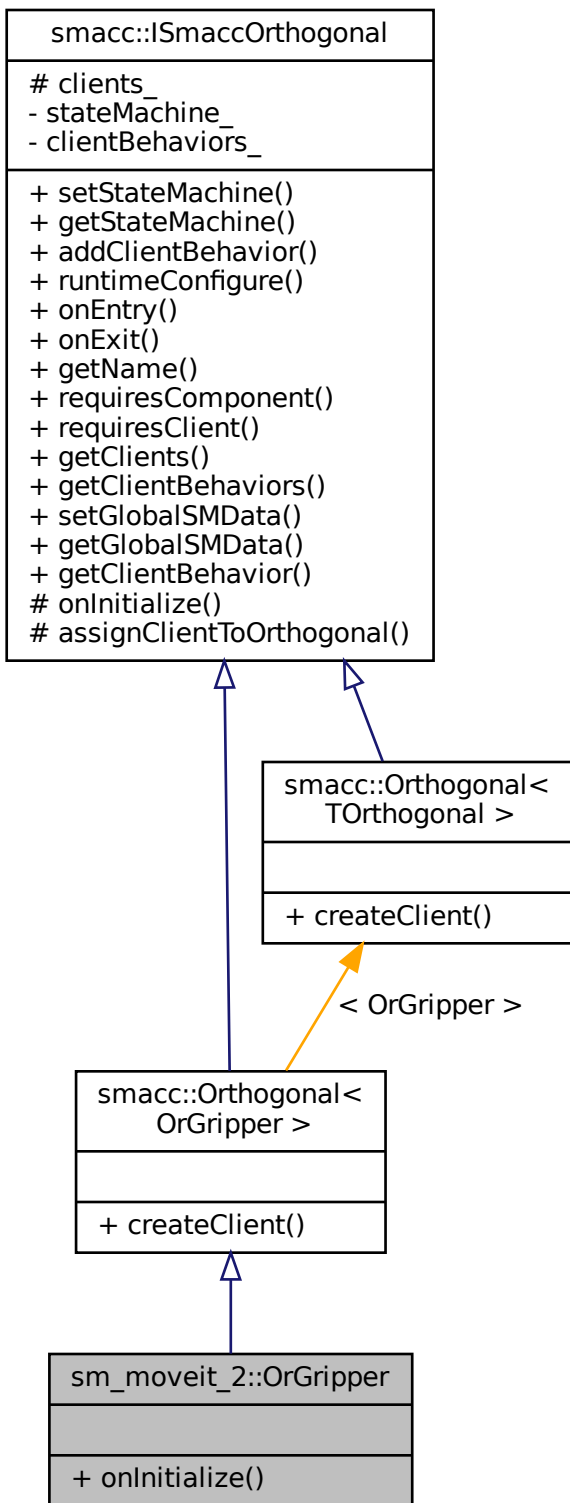 smacc::ISmaccOrthogonal
# clients_
- stateMachine_
- clientBehaviors_
+ setStateMachine()
+ getStateMachine()
+ addClientBehavior()
+ runtimeConfigure()
+ onEntry()
+ onExit()
+ getName()
+ requiresComponent()
+ requiresClient()
+ getClients()
+ getClientBehaviors()
+ setGlobalSMData()
+ getGlobalSMData()
+ getClientBehavior()
# onInitialize()
# assignClientToOrthogonal()
smacc::Orthogonal<
TOrthogonal >
+ createClient()
< OrGripper >
smacc::Orthogonal<
OrGripper >
+ createClient()
sm_moveit_2::OrGripper
+ onInitialize()